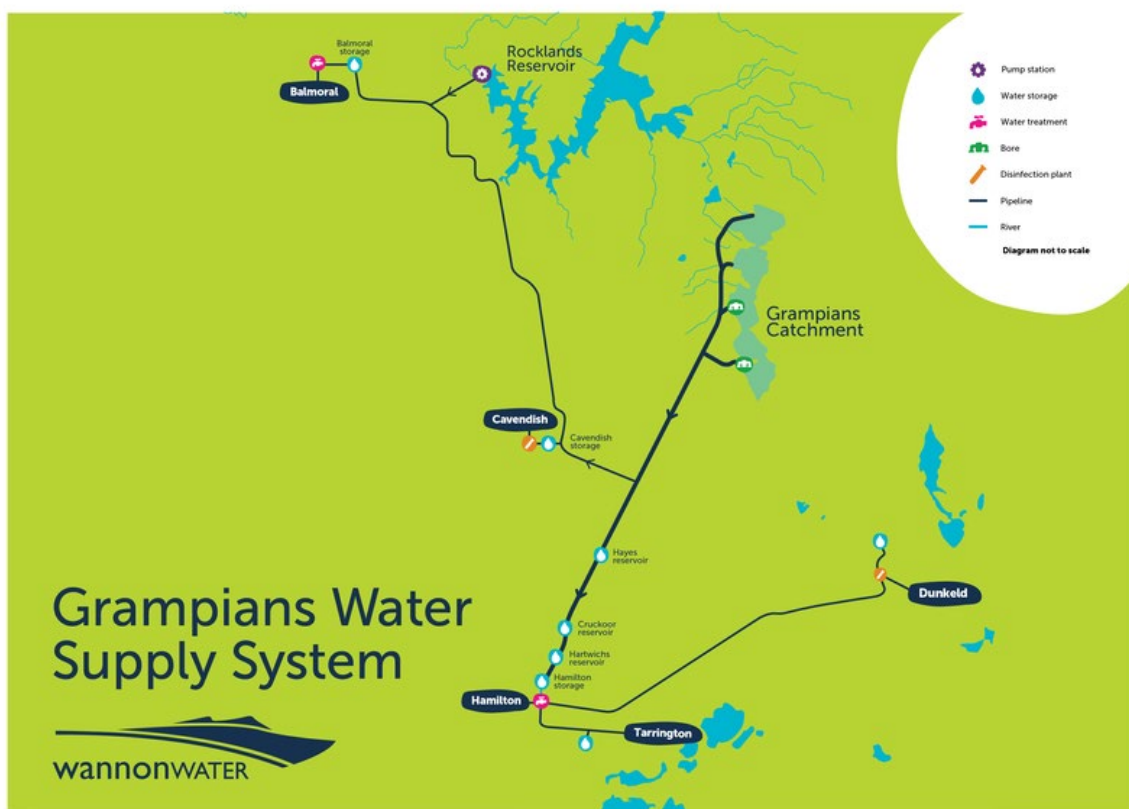 Balmoral
storage
Balmoral
Rocklands
Reservoir
Pump station
Water storage
Water treatment
Bore
Disinfection plant
Pipeline
River
Diagram not to scale
Grampians
Catchment
Cavendish
Cavendish
storage
Hayes
reservoir
Dunkeld
Cruckoor
reservoir
Hartwichs
reservoir
Hamilton
storage
Hamilton
Tarrington
Grampians Water
Supply System
wannonWATER